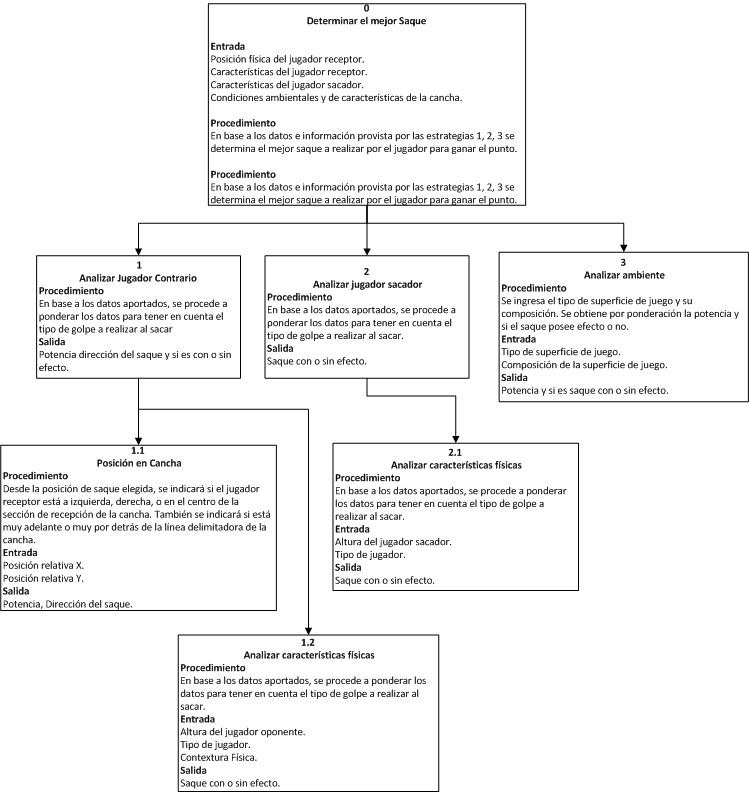 0
Determinar el mejor Saque
Entrada
Posición física del jugador receptor.
Características del jugador receptor.
Características del jugador sacador.
Condiciones ambientales y de características de la cancha.
Procedimiento
En base a los datos e información provista por las estrategias 1, 2, 3 se
determina el mejor saque a realizar por el jugador para ganar el punto.
Procedimiento
En base a los datos e información provista por las estrategias 1, 2, 3 se
determina el mejor saque a realizar por el jugador para ganar el punto.
1
Analizar Jugador Contrario
Procedimiento
En base a los datos aportados, se procede a
ponderar los datos para tener en cuenta el
tipo de golpe a realizar al sacar
Salida
Potencia dirección del saque y si es con o sin
efecto.
2
Analizar jugador sacador
Procedimiento
En base a los datos aportados, se procede a
ponderar los datos para tener en cuenta el
tipo de golpe a realizar al sacar.
Salida
Saque con o sin efecto.
3
Analizar ambiente
Procedimiento
Se ingresa el tipo de superficie de juego y su
composición. Se obtiene por ponderación la potencia y
si el saque posee efecto o no.
Entrada
Tipo de superficie de juego.
Composición de la superficie de juego.
Salida
Potencia y si es saque con o sin efecto.
1.1
Posición en Cancha
Procedimiento
Desde la posición de saque elegida, se indicará si el jugador
receptor está a izquierda, derecha, o en el centro de la
sección de recepción de la cancha. También se indicará si está
muy adelante o muy por detrás de la línea delimitadora de la
cancha.
Entrada
Posición relativa X.
Posición relativa Y.
Salida
Potencia, Dirección del saque.
2.1
Analizar características físicas
Procedimiento
En base a los datos aportados, se procede a ponderar
los datos para tener en cuenta el tipo de golpe a
realizar al sacar.
Entrada
Altura del jugador sacador.
Tipo de jugador.
Salida
Saque con o sin efecto.
1.2
Analizar características físicas
Procedimiento
En base a los datos aportados, se procede a ponderar los
datos para tener en cuenta el tipo de golpe a realizar al
sacar.
Entrada
Altura del jugador oponente.
Tipo de jugador.
Contextura Física.
Salida
Saque con o sin efecto.